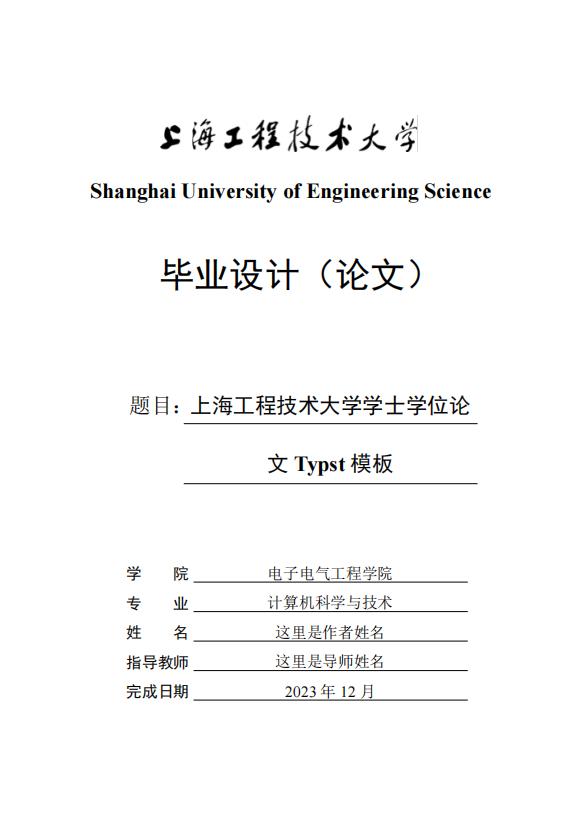 上海工程技术大学
Shanghai University of Engineering Science
毕业设计（论文）
题目：上海工程技术大学学士学位论
文 Typst 模板
学 院 电子电气工程学院
专 业 计算机科学与技术
姓 名 这里是作者姓名
指导教师 这里是导师姓名
完成日期 2023 年 12 月